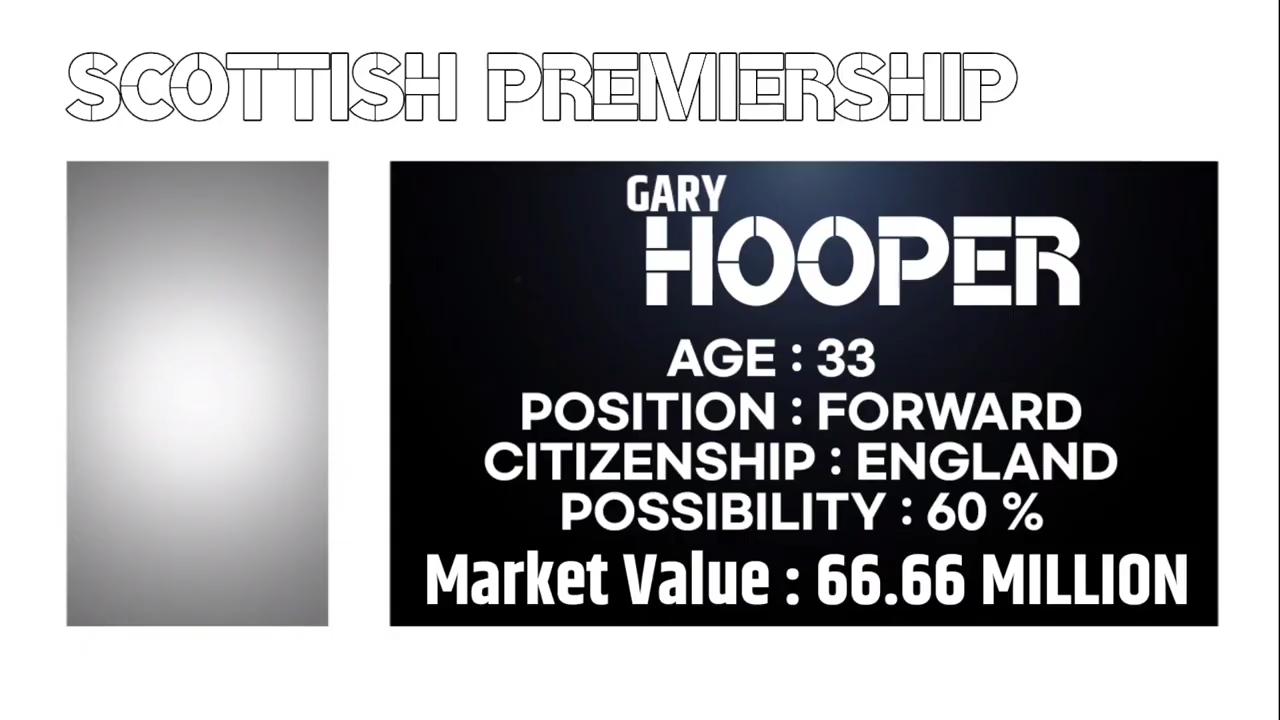 SCOTTISH PREMIERSHIP
GARY
HOOPER
AGE : 33
POSITION : FORWARD
CITIZENSHIP : ENGLAND
POSSIBILITY : 60 %
Market Value : 66.66 MILLION